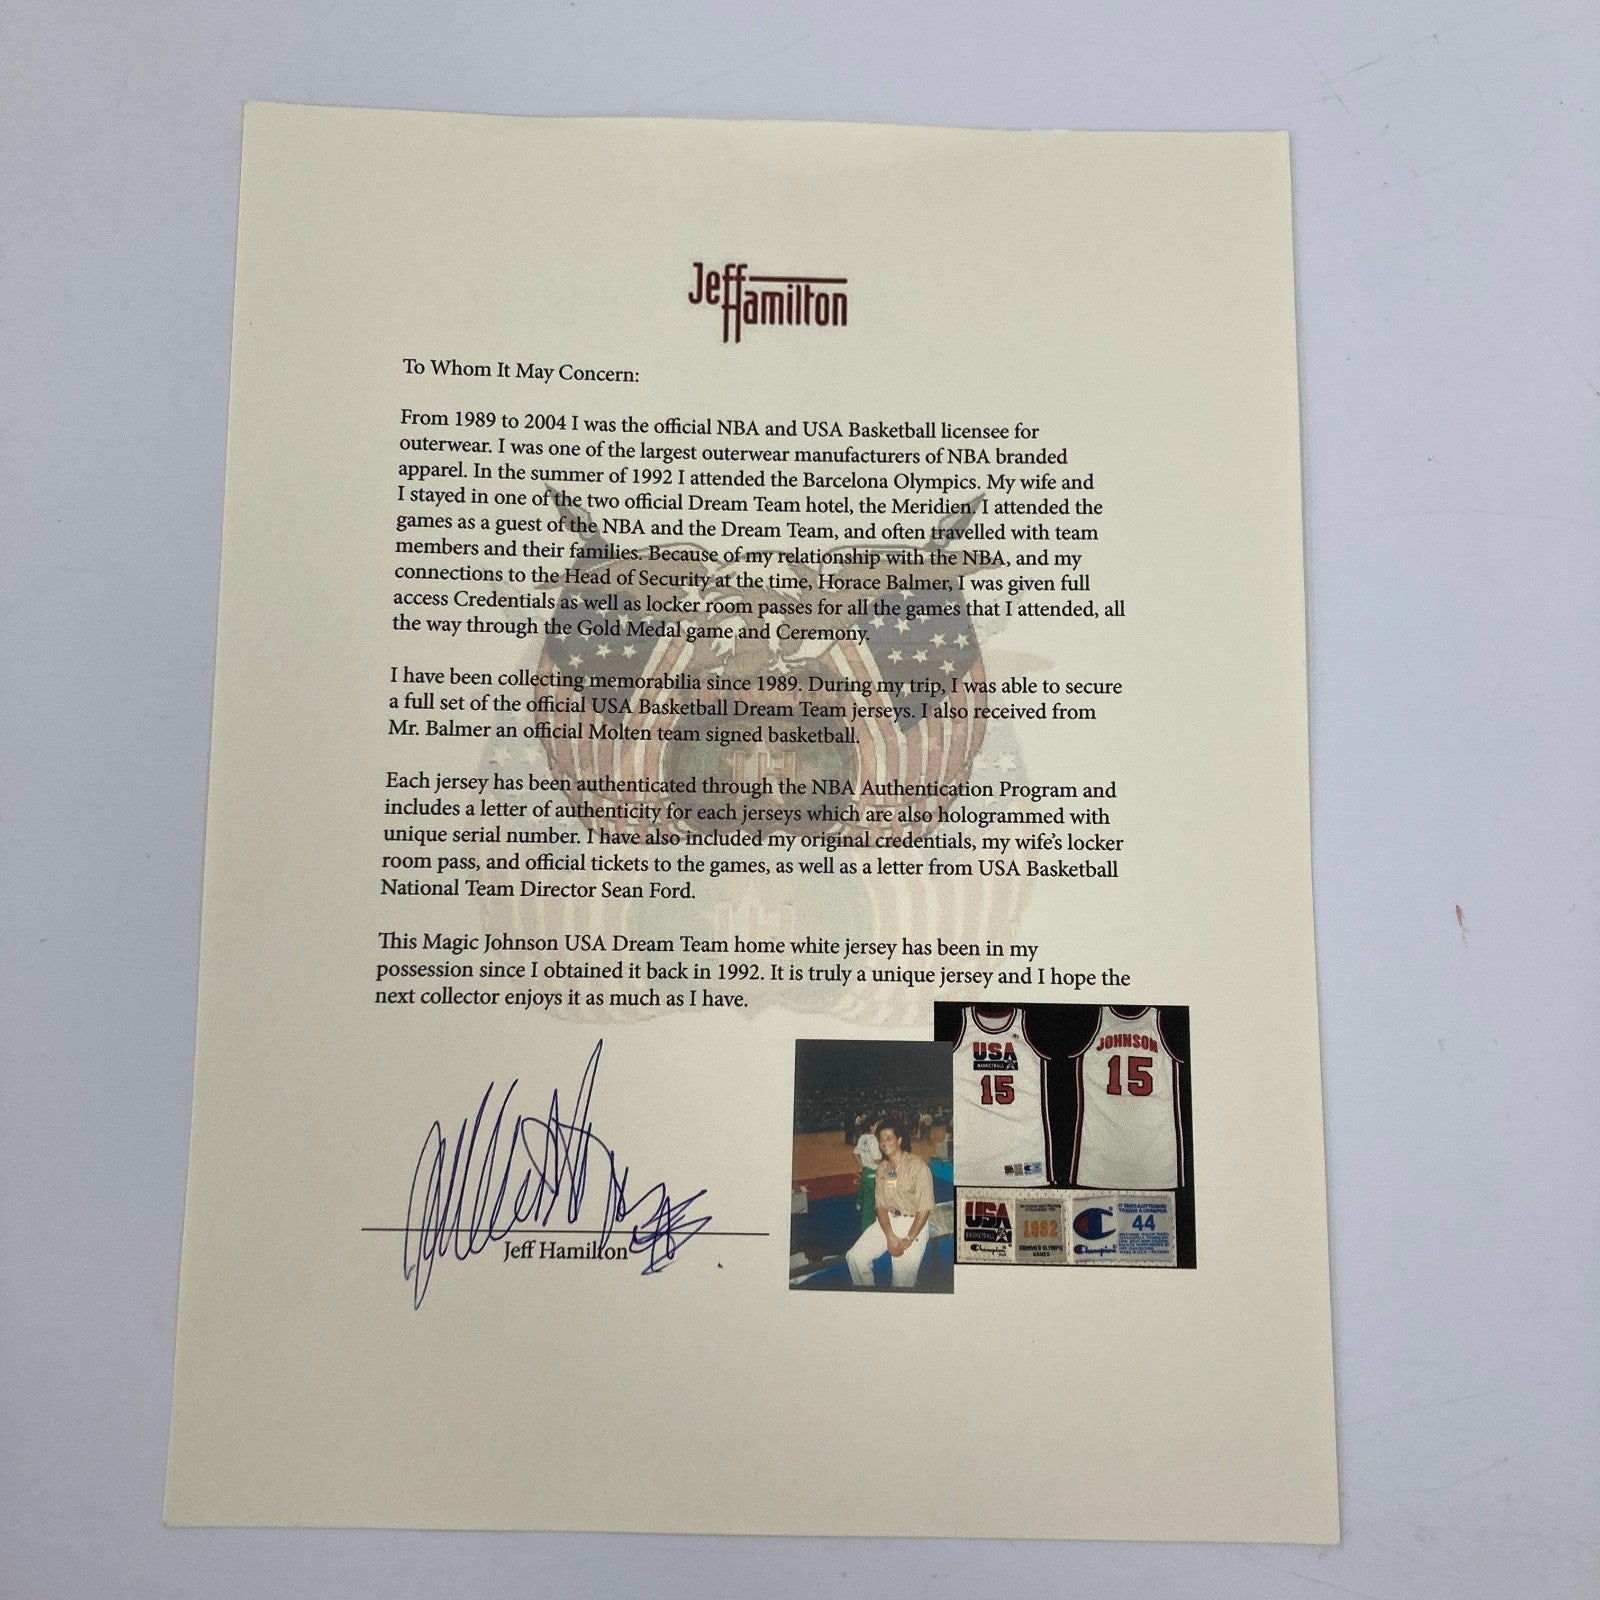 Jeff
Hamilton
To Whom It May Concern:
From 1989 to 2004 I was the official NBA and USA Basketball licensee for
outerwear. I was one of the largest outerwear manufacturers of NBA branded
apparel. In the summer of 1992 I attended the Barcelona Olympics. My wife and
I stayed in one of the two official Dream Team hotel, the Meridien. I attended the
games as a guest of the NBA and the Dream Team, and often travelled with team
members and their families. Because of my relationship with the NBA, and my
connections to the Head of Security at the time, Horace Balmer, I was given full
access Credentials as well as locker room passes for all the games that I attended, all
the way through the Gold Medal game and Ceremony.
I have been collecting memorabilia since 1989. During my trip, I was able to secure
a full set of the official USA Basketball Dream Team jerseys. I also received from
Mr. Balmer an official Molten team signed basketball.
Each jersey has been authenticated through the NBA Authentication Program and
includes a letter of authenticity for each jerseys which are also hologrammed with
unique serial number. I have also included my original credentials, my wife's locker
room pass, and official tickets to the games, as well as a letter from USA Basketball
National Team Director Sean Ford.
This Magic Johnson USA Dream Team home white jersey has been in my
possession since I obtained it back in 1992. It is truly a unique jersey and I hope the
next collector enjoys it as much as I have.
Jeff Hamilton
USA
BASKETBALL
15
JOHNSON
15
USA
BASKETBALL
Champion
1992
SUMMER OLYMPIC
GAMES
44
Champion